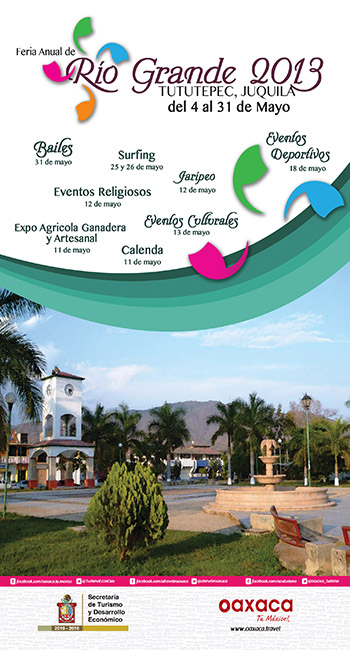 Feria Anual de
Río Grande 2013
TUTUTEPEC, JUQUILA
del 4 al 31 de Mayo
Bailes
31 de mayo
Surfing
25 y 26 de mayo
Eventos
Deportivos
18 de mayo
Jaripeo
12 de mayo
Eventos Religiosos
12 de mayo
Eventos Culturales
13 de mayo
Expo Agricola Ganadera
y Artesanal
11 de mayo
Calenda
11 de mayo
Secretaría
de Turismo
y Desarrollo
Económico
oaxaca
Tu México!
www.oaxaca.travel